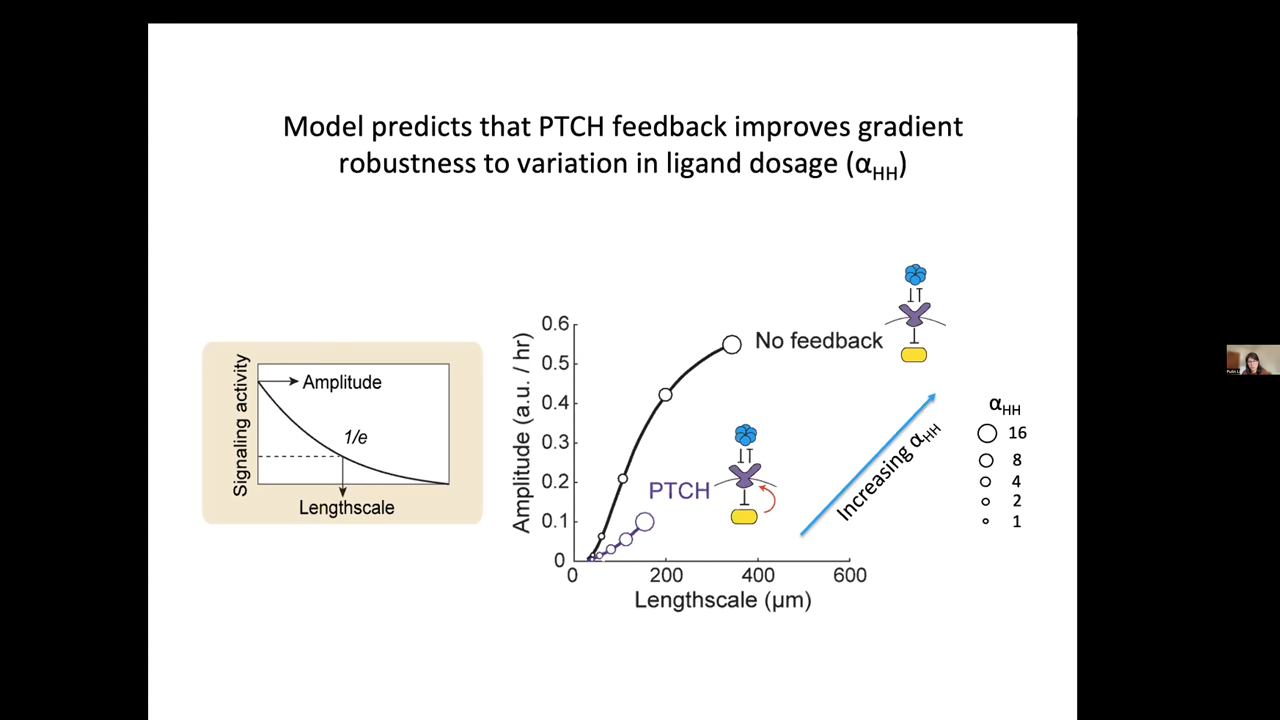 Model predicts that PTCH feedback improves gradient
robustness to variation in ligand dosage (αHH)
Signaling activity
Amplitude
1/e
Lengthscale
Amplitude (a.u. / hr)
0.6
0.5
0.4
0.3
0.2
0.1
0
0
200
400
600
Lengthscale (µm)
No feedback
PTCH
Increasing αHH
αHH
16
8
4
2
1